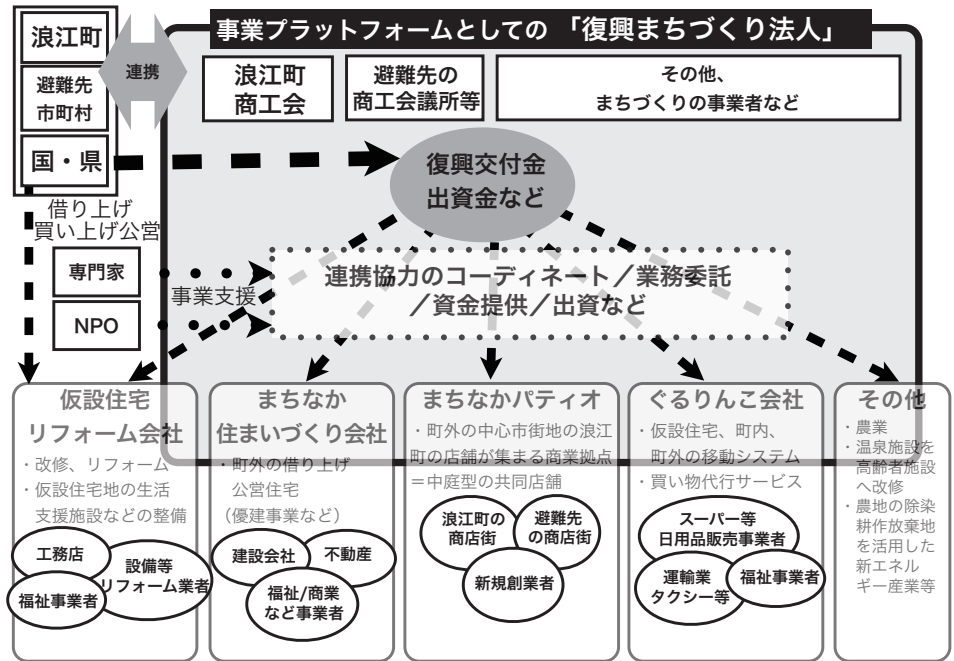 事業プラットフォームとしての「復興まちづくり法人」
浪江町
避難先
市町村
国・県
連携
浪江町
商工会
避難先の
商工会議所等
その他、
まちづくりの事業者など
復興交付金
出資金など
借り上げ
買い上げ公営
専門家
NPO
事業支援
連携協力のコーディネート／業務委託
／資金提供／出資など
仮設住宅
リフォーム会社
・改修、リフォーム
・仮設住宅地の生活
支援施設などの整備
工務店
設備等
リフォーム業者
福祉事業者
まちなか
住まいづくり会社
・町外の借り上げ
公営住宅
（優建事業など）
建設会社
不動産
福祉/商業
など事業者
まちなかパティオ
・町外の中心市街地の浪江
町の店舗が集まる商業拠点
＝中庭型の共同店舗
浪江町の
商店街
避難先
の商店街
新規創業者
ぐるりんこ会社
・仮設住宅、町内、
町外の移動システム
・買い物代行サービス
スーパー等
日用品販売事業者
運輸業
タクシー等
福祉事業者
その他
・農業
・温泉施設を
高齢者施設
へ改修
・農地の除染
耕作放棄地
を活用した
新エネル
ギー産業等